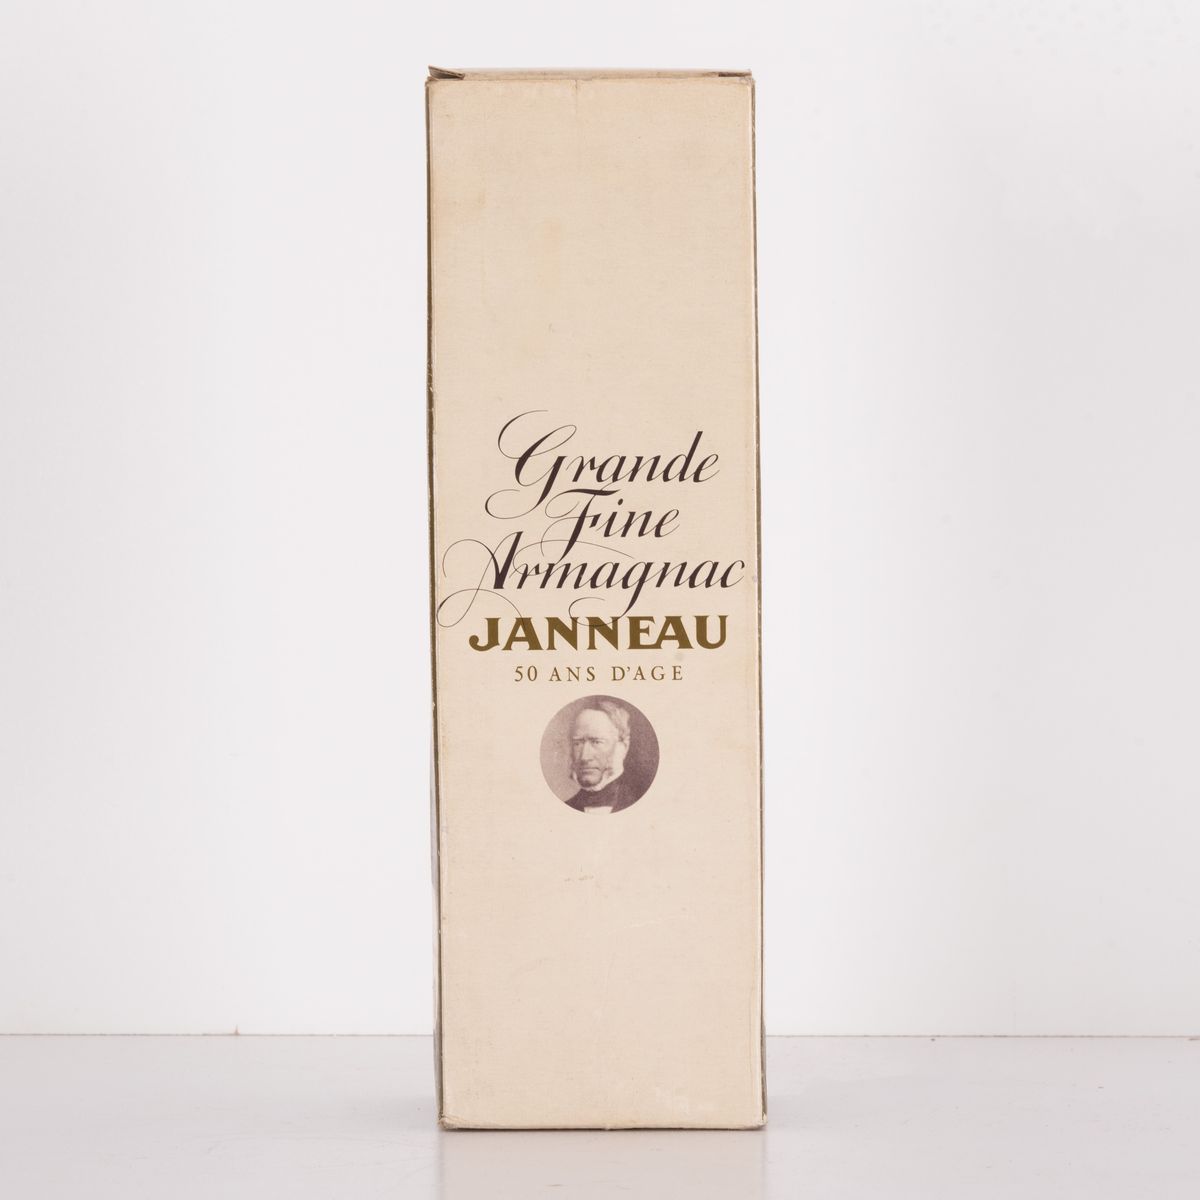 Grande
Fine
Armagnac
JANNEAU
50 ANS D'AGE